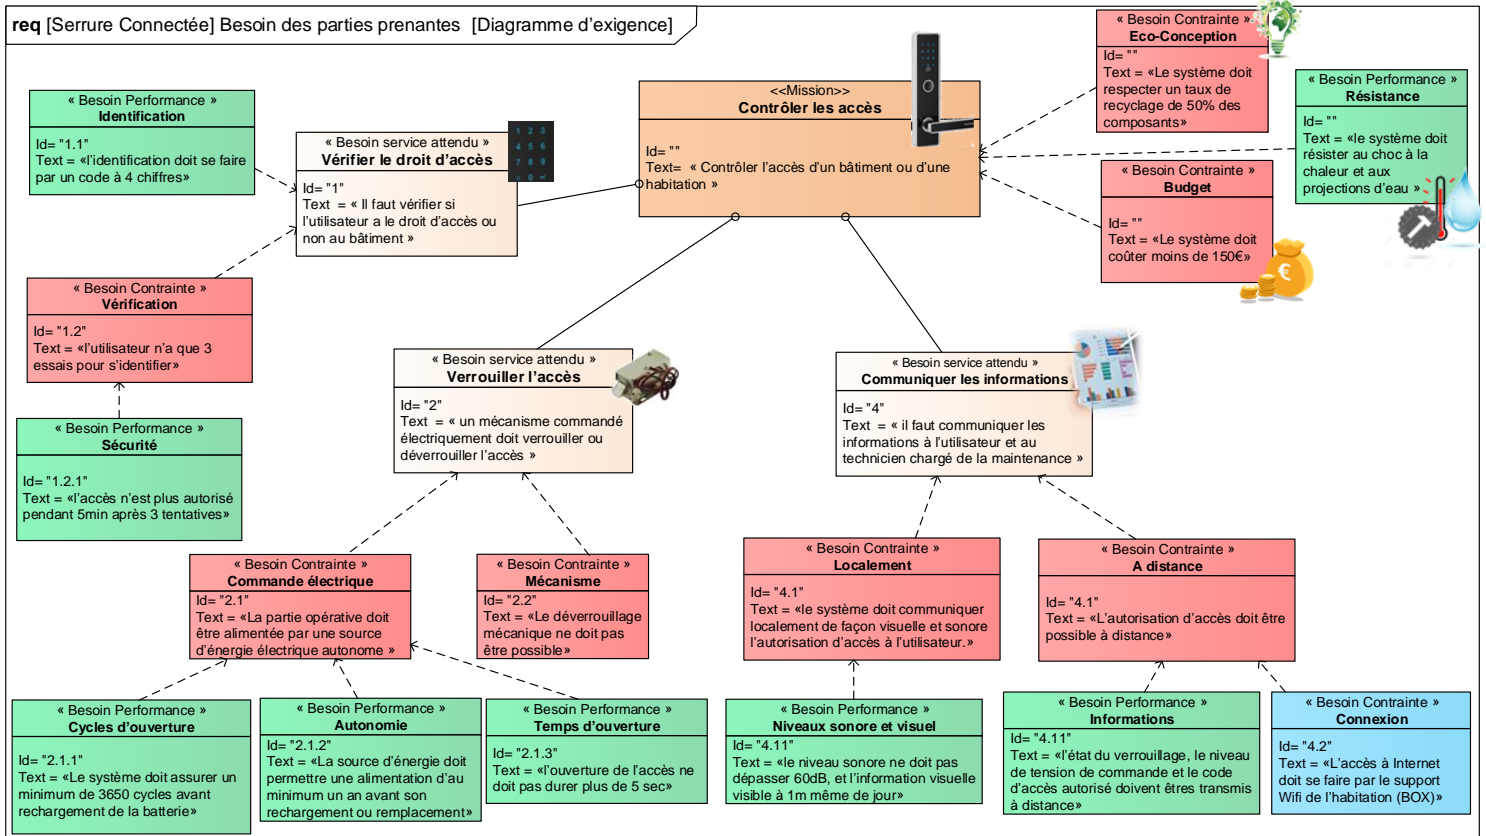 req [Serrure Connectée] Besoin des parties prenantes [Diagramme d'exigence]
« Besoin Performance »
Identification
Id= "1.1"
Text = «l'identification doit se faire
par un code à 4 chiffres»
« Besoin service attendu »
Vérifier le droit d'accès
Id= "1"
Text = « Il faut vérifier si
l'utilisateur a le droit d'accès ou
non au bâtiment »
1 2 3
4 5 6
7 8 9
0
<<Mission>>
Contrôler les accès
Id= ""
Text= « Contrôler l'accès d'un bâtiment ou d'une
habitation »
« Besoin Contrainte »
Eco-Conception
Id= ""
Text = «Le système doit
respecter un taux de
recyclage de 50% des
composants»
« Besoin Performance »
Résistance
Id= ""
Text = «le système doit
résister au choc à la
chaleur et aux
projections d'eau »
« Besoin Contrainte »
Budget
Id= ""
Text = «Le système doit
coûter moins de 150€»
€
« Besoin Contrainte »
Vérification
Id= "1.2"
Text = «l'utilisateur n'a que 3
essais pour s'identifier»
« Besoin Performance »
Sécurité
Id= "1.2.1"
Text = «l'accès n'est plus autorisé
pendant 5min après 3 tentatives»
« Besoin service attendu »
Verrouiller l'accès
Id= "2"
Text = « un mécanisme commandé
électriquement doit verrouiller ou
déverrouiller l'accès »
« Besoin service attendu »
Communiquer les informations
Id= "4"
Text = « il faut communiquer les
informations à l'utilisateur et au
technicien chargé de la maintenance »
« Besoin Contrainte »
Commande électrique
Id= "2.1"
Text = «La partie opérative doit
être alimentée par une source
d'énergie électrique autonome »
« Besoin Contrainte »
Mécanisme
Id= "2.2"
Text = «Le déverrouillage
mécanique ne doit pas
être possible»
« Besoin Contrainte »
Localement
Id= "4.1"
Text = «le système doit communiquer
localement de façon visuelle et sonore
l'autorisation d'accès à l'utilisateur.»
« Besoin Contrainte »
A distance
Id= "4.1"
Text = «L'autorisation d'accès doit être
possible à distance»
« Besoin Performance »
Cycles d'ouverture
Id= "2.1.1"
Text = «Le système doit assurer un
minimum de 3650 cycles avant
rechargement de la batterie»
« Besoin Performance »
Autonomie
Id= "2.1.2"
Text = «La source d'énergie doit
permettre une alimentation d'au
minimum un an avant son
rechargement ou remplacement»
« Besoin Performance »
Temps d'ouverture
Id= "2.1.3"
Text = «l'ouverture de l'accès ne
doit pas durer plus de 5 sec»
« Besoin Performance »
Niveaux sonore et visuel
Id= "4.11"
Text = «le niveau sonore ne doit pas
dépasser 60dB, et l'information visuelle
visible à 1m même de jour»
« Besoin Performance »
Informations
Id= "4.11"
Text = «l'état du verrouillage, le niveau
de tension de commande et le code
d'accès autorisé doivent êtres transmis
à distance»
« Besoin Contrainte »
Connexion
Id= "4.2"
Text = «L'accès à Internet
doit se faire par le support
Wifi de l'habitation (BOX)»